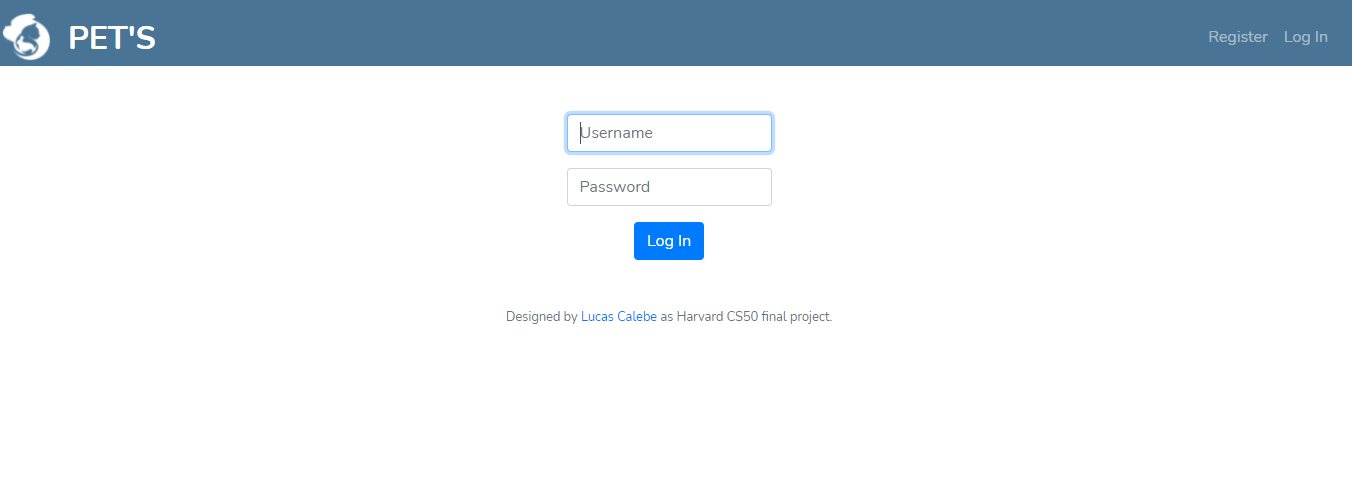 PET'S
Register Log In
Username
Password
Log In
Designed by Lucas Calebe as Harvard CS50 final project.